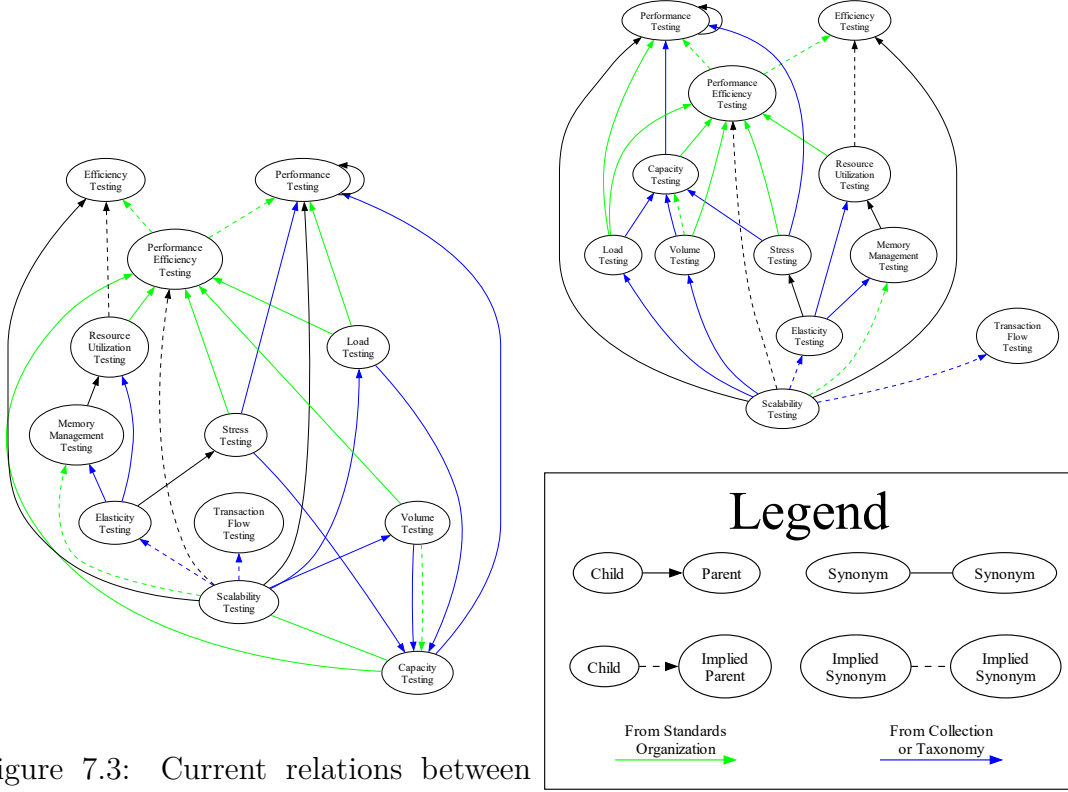 Efficiency
Testing
Performance
Testing
Performance
Efficiency
Testing
Resource
Utilization
Testing
Load
Testing
Memory
Management
Testing
Stress
Testing
Elasticity
Testing
Transaction
Flow
Testing
Volume
Testing
Scalability
Testing
Capacity
Testing
igure 7.3: Current relations between
Performance
Testing
Efficiency
Testing
Performance
Efficiency
Testing
Capacity
Testing
Resource
Utilization
Testing
Load
Testing
Volume
Testing
Stress
Testing
Memory
Management
Testing
Elasticity
Testing
Transaction
Flow
Testing
Scalability
Testing
Legend
Child
Parent
Synonym
Synonym
Child
Implied
Parent
Implied
Synonym
Implied
Synonym
From Standards
Organization
From Collection
or Taxonomy